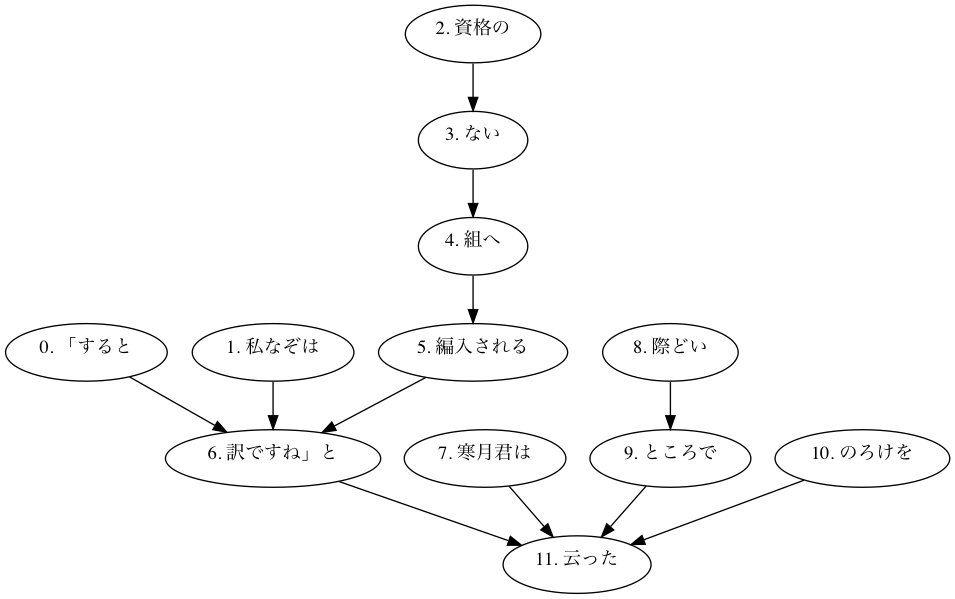 2. 資格の
3. ない
4. 組へ
0. 「すると
1. 私なぞは
5. 編入される
8. 際どい
6. 訳ですね」と
7. 寒月君は
9. ところで
10. のろけを
11. 云った